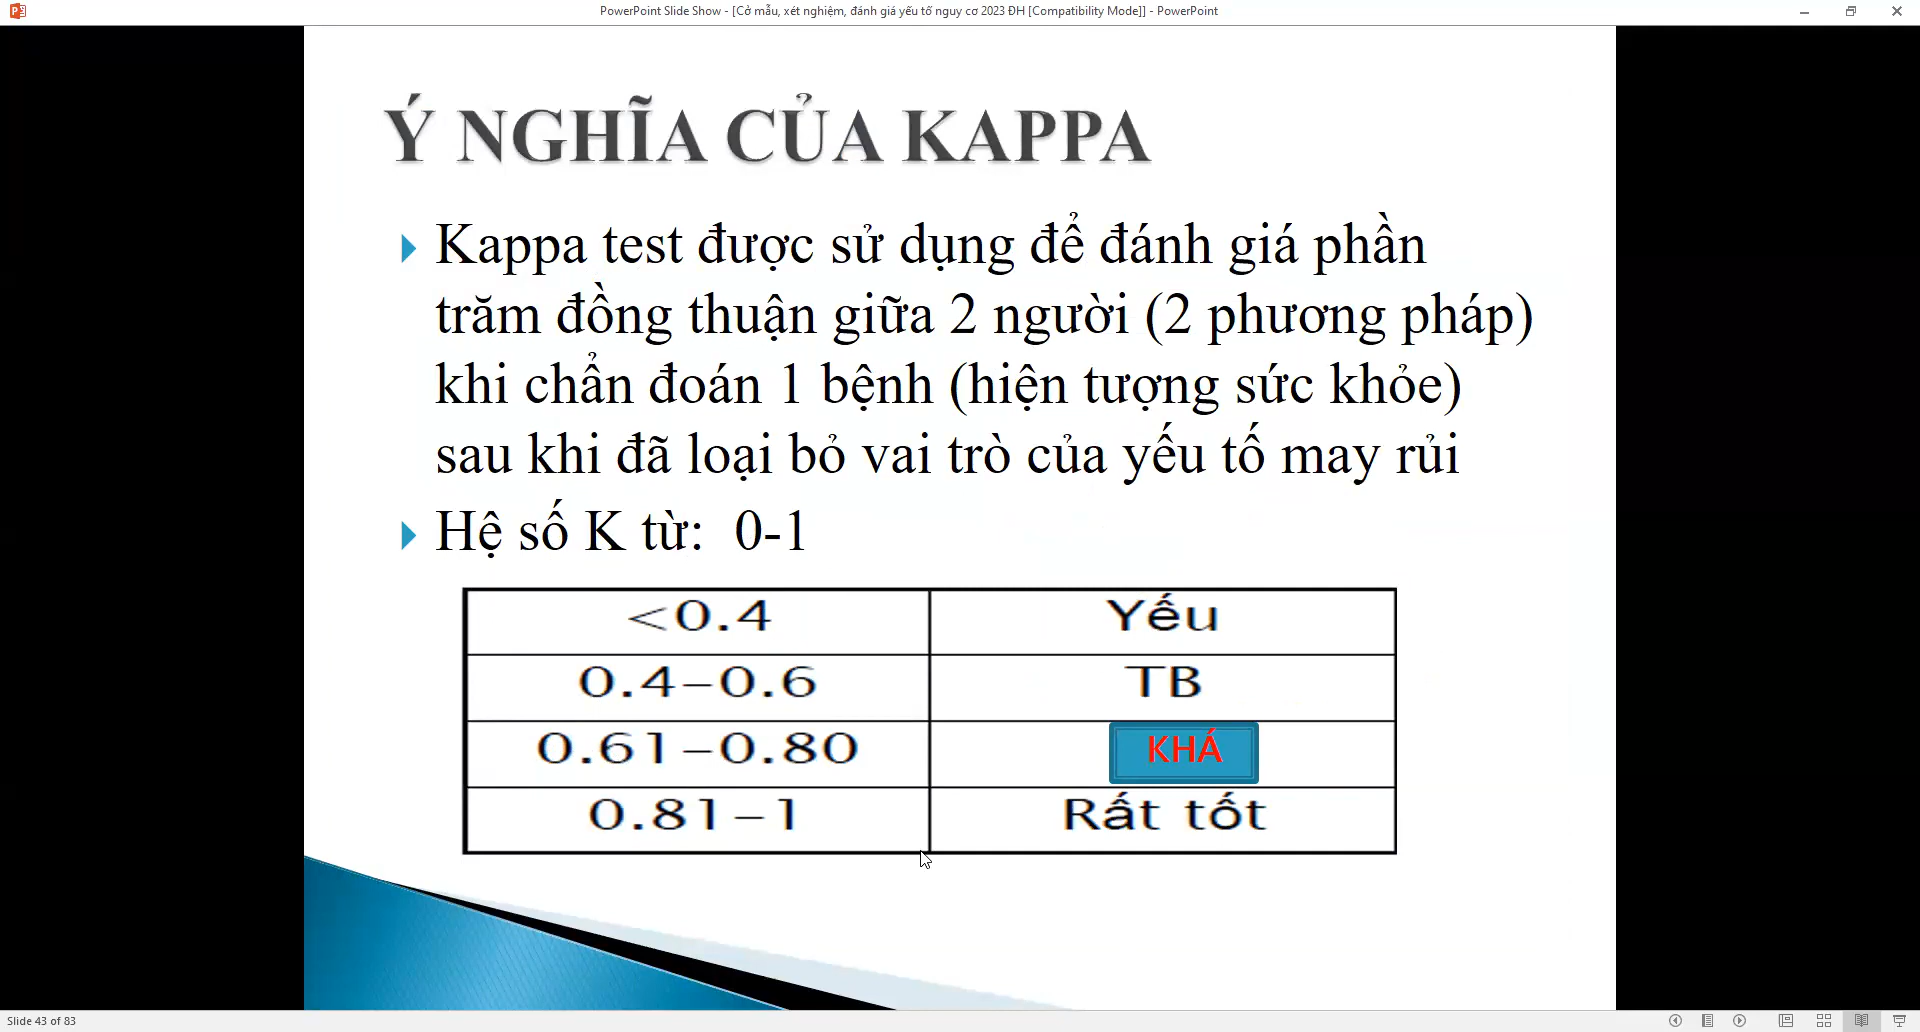 PowerPoint Slide Show - [Cở mẫu, xét nghiệm, đánh giá yếu tố nguy cơ 2023 ĐH [Compatibility Mode]] - PowerPoint
Ý NGHĨA CỦA KAPPA
Kappa test được sử dụng để đánh giá phần
trăm đồng thuận giữa 2 người (2 phương pháp)
khi chẩn đoán 1 bệnh (hiện tượng sức khỏe)
sau khi đã loại bỏ vai trò của yếu tố may rủi
Hệ số K từ: 0-1
<0.4 Yếu
0.4-0.6 TB
0.61-0.80 KHÁ
0.81-1 Rất tốt
Slide 43 of 83